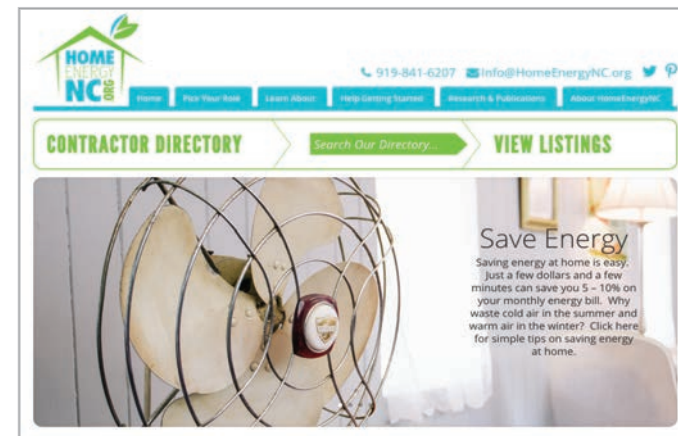 HOME
ENERGY
NC.ORG
919-841-6207 Info@HomeEnergyNC.org
Home Pick Your Role Learn About Help Getting Started Research & Publications About HomeEnergyNC
CONTRACTOR DIRECTORY Search Our Directory... VIEW LISTINGS
Save Energy
Saving energy at home is easy.
Just a few dollars and a few
minutes can save you 5 – 10% on
your monthly energy bill. Why
waste cold air in the summer and
warm air in the winter? Click here
for simple tips on saving energy
at home.